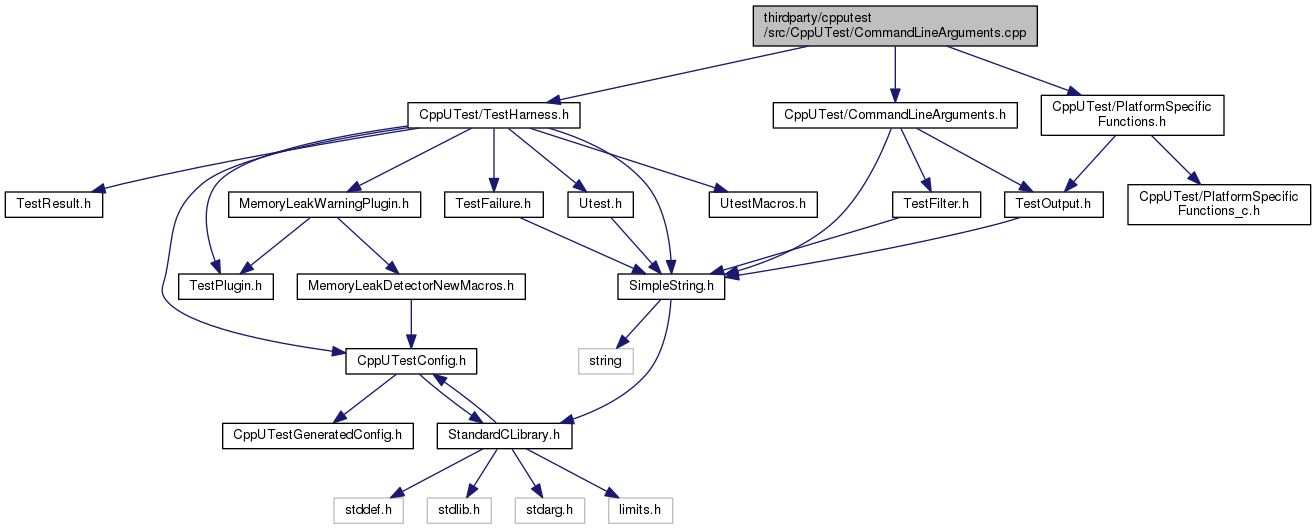 thirdparty/cpputest
/src/CppUTest/CommandLineArguments.cpp
CppUTest/TestHarness.h
CppUTest/CommandLineArguments.h
CppUTest/PlatformSpecific
Functions.h
TestResult.h
MemoryLeakWarningPlugin.h
TestFailure.h
Utest.h
UtestMacros.h
TestFilter.h
TestOutput.h
CppUTest/PlatformSpecific
Functions_c.h
TestPlugin.h
MemoryLeakDetectorNewMacros.h
SimpleString.h
CppUTestConfig.h
string
CppUTestGeneratedConfig.h
StandardCLibrary.h
stddef.h
stdlib.h
stdarg.h
limits.h